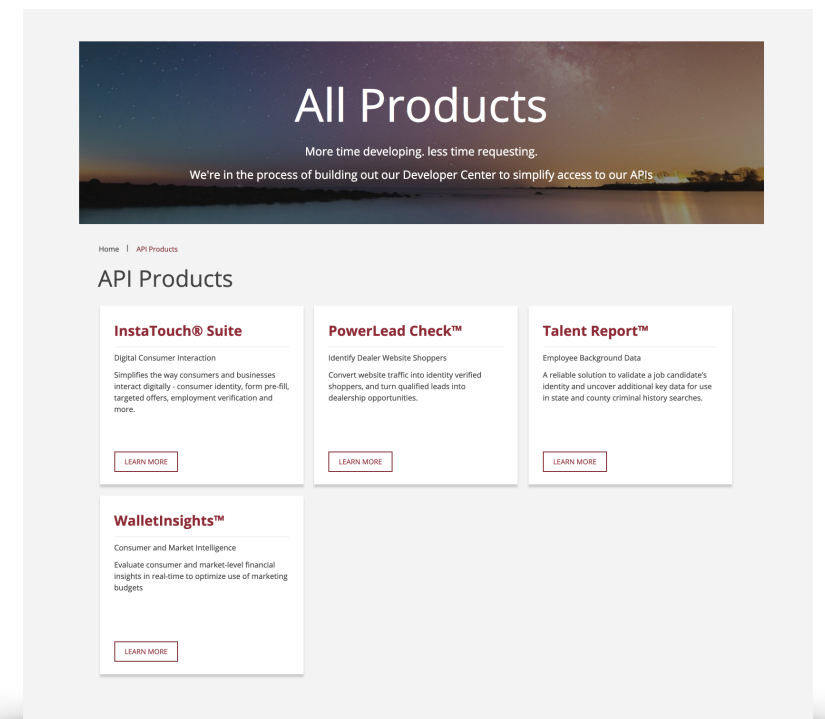 All Products
More time developing. less time requesting.
We're in the process of building out our Developer Center to simplify access to our APIs
Home | API Products
API Products
InstaTouch® Suite
Digital Consumer Interaction
Simplifies the way consumers and businesses
interact digitally - consumer identity, form pre-fill,
targeted offers, employment verification and
more.
LEARN MORE
PowerLead Check™
Identify Dealer Website Shoppers
Convert website traffic into identity verified
shoppers, and turn qualified leads into
dealership opportunities.
LEARN MORE
Talent Report™
Employee Background Data
A reliable solution to validate a job candidate's
identity and uncover additional key data for use
in state and county criminal history searches.
LEARN MORE
WalletInsights™
Consumer and Market Intelligence
Evaluate consumer and market-level financial
insights in real-time to optimize use of marketing
budgets
LEARN MORE